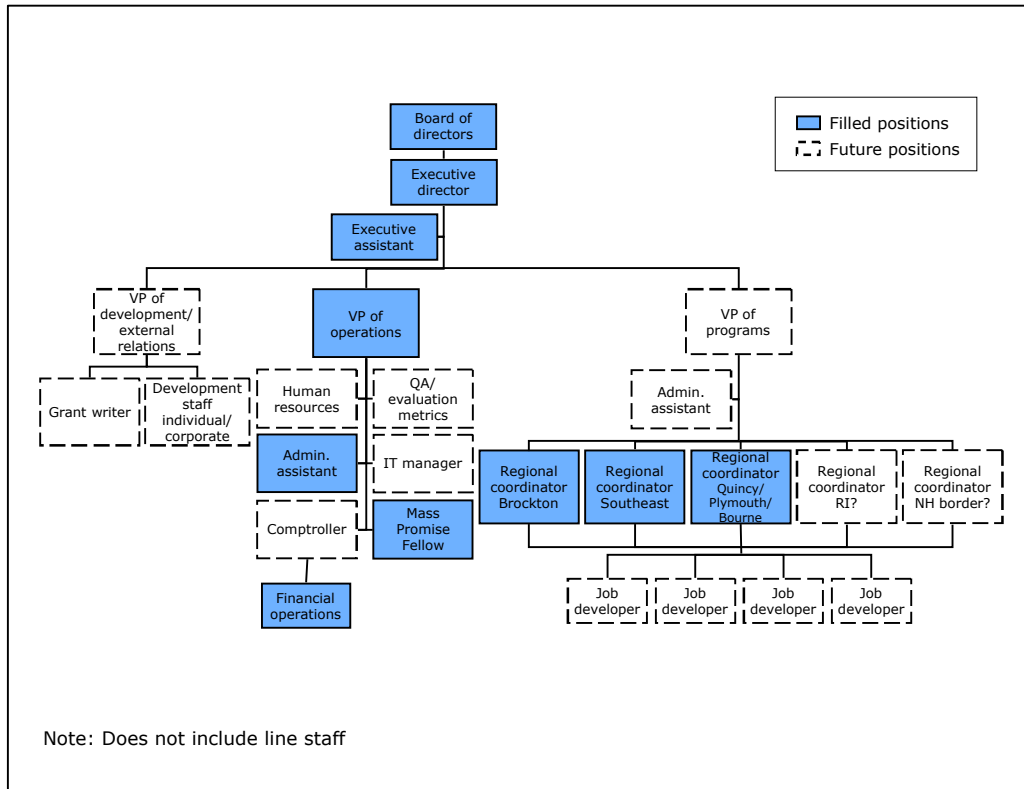 Board of
directors
Filled positions
Future positions
Executive
director
Executive
assistant
VP of
development/
external
relations
VP of
operations
VP of
programs
Grant writer
Development
staff
individual/
corporate
Human
resources
QA/
evaluation
metrics
Admin.
assistant
Admin.
assistant
IT manager
Comptroller
Mass
Promise
Fellow
Financial
operations
Regional
coordinator
Brockton
Regional
coordinator
Southeast
Regional
coordinator
Quincy/
Plymouth/
Bourne
Regional
coordinator
RI?
Regional
coordinator
NH border?
Job
developer
Job
developer
Job
developer
Job
developer
Note: Does not include line staff